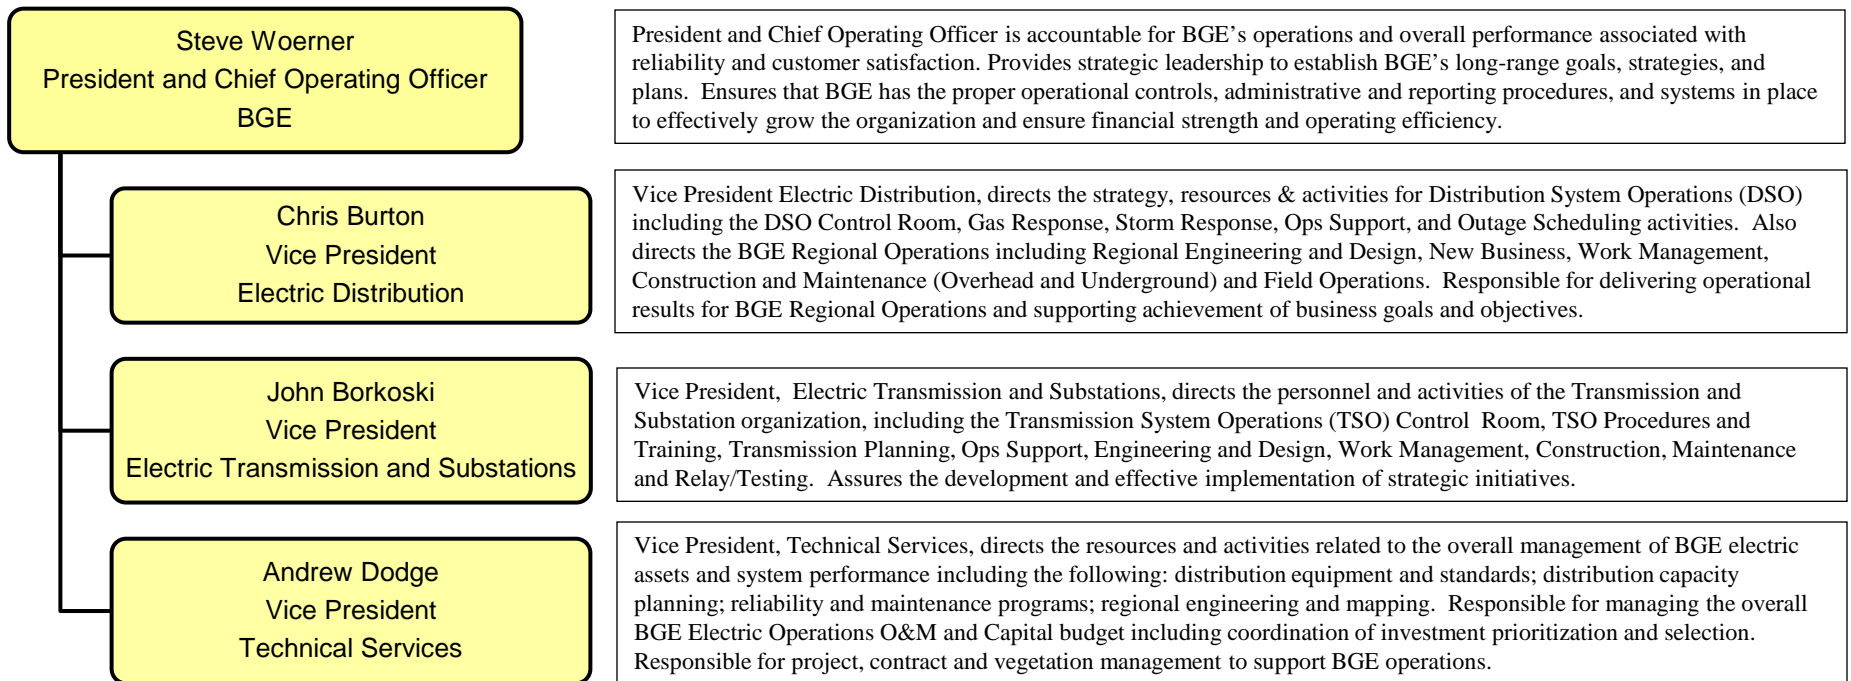 Steve Woerner
President and Chief Operating Officer
BGE
President and Chief Operating Officer is accountable for BGE’s operations and overall performance associated with
reliability and customer satisfaction. Provides strategic leadership to establish BGE’s long-range goals, strategies, and
plans.  Ensures that BGE has the proper operational controls, administrative and reporting procedures, and systems in place
to effectively grow the organization and ensure financial strength and operating efficiency.
Chris Burton
Vice President
Electric Distribution
Vice President Electric Distribution, directs the strategy, resources & activities for Distribution System Operations (DSO)
including the DSO Control Room, Gas Response, Storm Response, Ops Support, and Outage Scheduling activities.  Also
directs the BGE Regional Operations including Regional Engineering and Design, New Business, Work Management,
Construction and Maintenance (Overhead and Underground) and Field Operations.  Responsible for delivering operational
results for BGE Regional Operations and supporting achievement of business goals and objectives.
John Borkoski
Vice President
Electric Transmission and Substations
Vice President,  Electric Transmission and Substations, directs the personnel and activities of the Transmission and
Substation organization, including the Transmission System Operations (TSO) Control  Room, TSO Procedures and
Training, Transmission Planning, Ops Support, Engineering and Design, Work Management, Construction, Maintenance
and Relay/Testing.  Assures the development and effective implementation of strategic initiatives.
Andrew Dodge
Vice President
Technical Services
Vice President, Technical Services, directs the resources and activities related to the overall management of BGE electric
assets and system performance including the following: distribution equipment and standards; distribution capacity
planning; reliability and maintenance programs; regional engineering and mapping.  Responsible for managing the overall
BGE Electric Operations O&M and Capital budget including coordination of investment prioritization and selection.
Responsible for project, contract and vegetation management to support BGE operations.